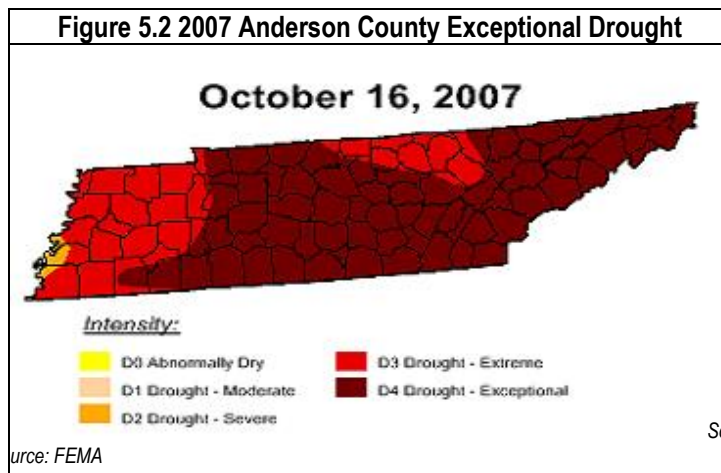 Figure 5.2 2007 Anderson County Exceptional Drought
October 16, 2007
Intensity:
D0 Abnormally Dry
D1 Drought - Moderate
D2 Drought - Severe
D3 Drought - Extreme
D4 Drought - Exceptional
So
urce: FEMA